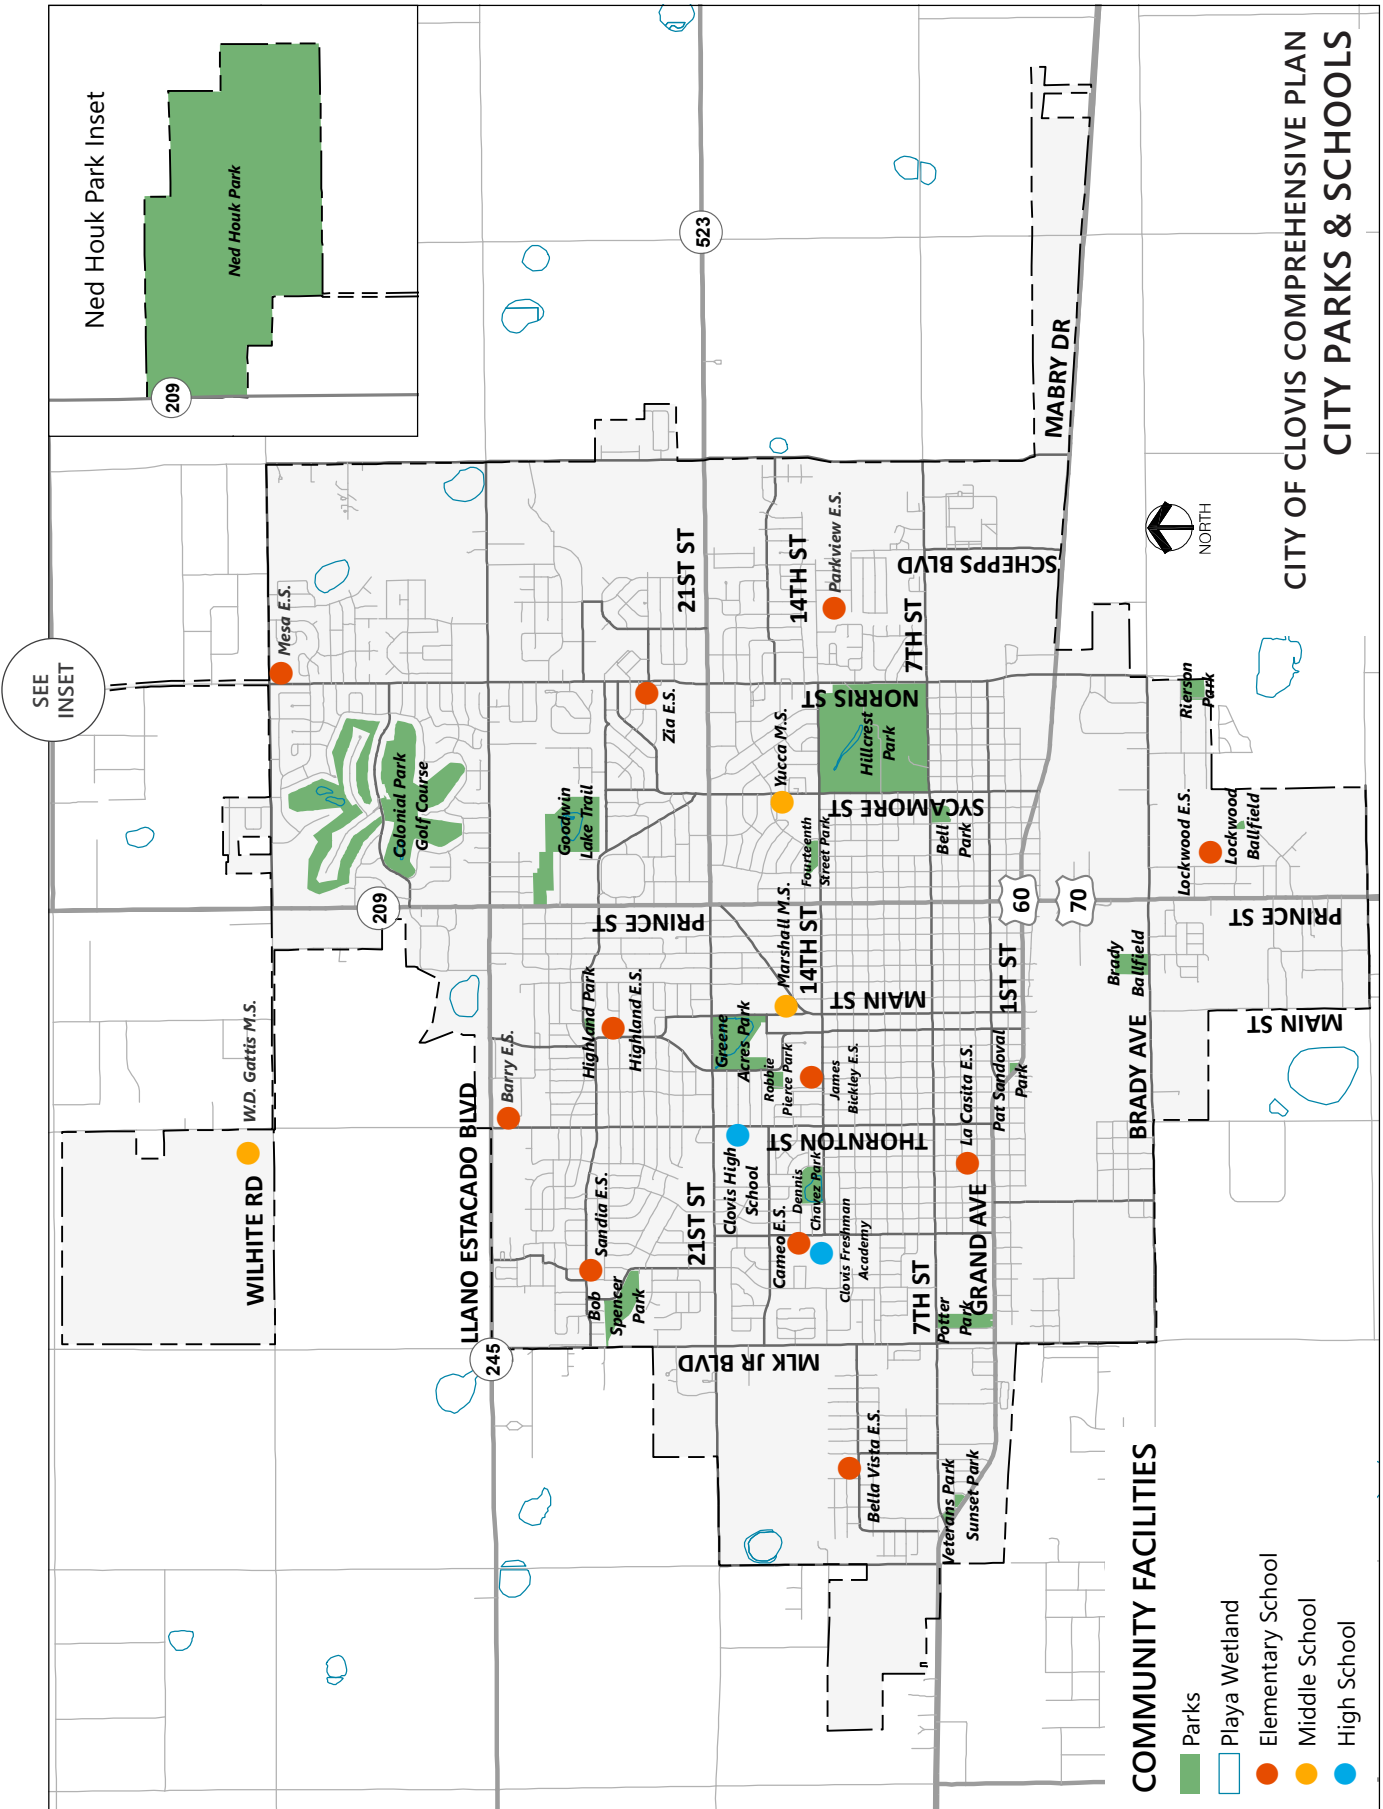 CITY OF CLOVIS COMPREHENSIVE PLAN
CITY PARKS & SCHOOLS
Ned Houk Park Inset
Ned Houk Park
209
SEE
INSET
523
209
245
60
70
WILHITE RD
LLANO ESTACADO BLVD
21ST ST
21ST ST
14TH ST
14TH ST
7TH ST
7TH ST
GRAND AVE
1ST ST
BRADY AVE
MABRY DR
MLK JR BLVD
THORNTON ST
MAIN ST
MAIN ST
PRINCE ST
PRINCE ST
SYCAMORE ST
NORRIS ST
SCHEPPS BLVD
W.D. Gattis M.S.
Mesa E.S.
Colonial Park
Golf Course
Barry E.S.
Sandia E.S.
Bob
Spencer
Park
Highland Park
Highland E.S.
Goodwin
Lake Trail
Zia E.S.
Clovis High
School
Greene
Acres Park
Robbie
Pierce Park
James
Bickley E.S.
Marshall M.S.
Yucca M.S.
Fourteenth
Street Park
Hillcrest
Park
Parkview E.S.
Cameo E.S.
Dennis
Chavez Park
Clovis Freshman
Academy
Bella Vista E.S.
Potter
Park
Veterans Park
Sunset Park
La Casita E.S.
Pat Sandoval
Park
Bell
Park
Brady
Ballfield
Lockwood E.S.
Lockwood
Ballfield
Rierson
Park
NORTH
COMMUNITY FACILITIES
Parks
Playa Wetland
Elementary School
Middle School
High School